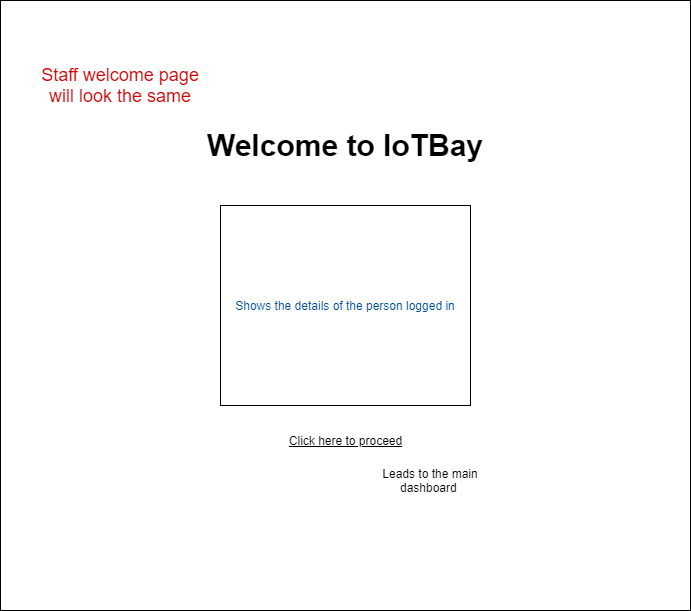 Staff welcome page
will look the same
Welcome to IoTBay
Shows the details of the person logged in
Click here to proceed
Leads to the main
dashboard